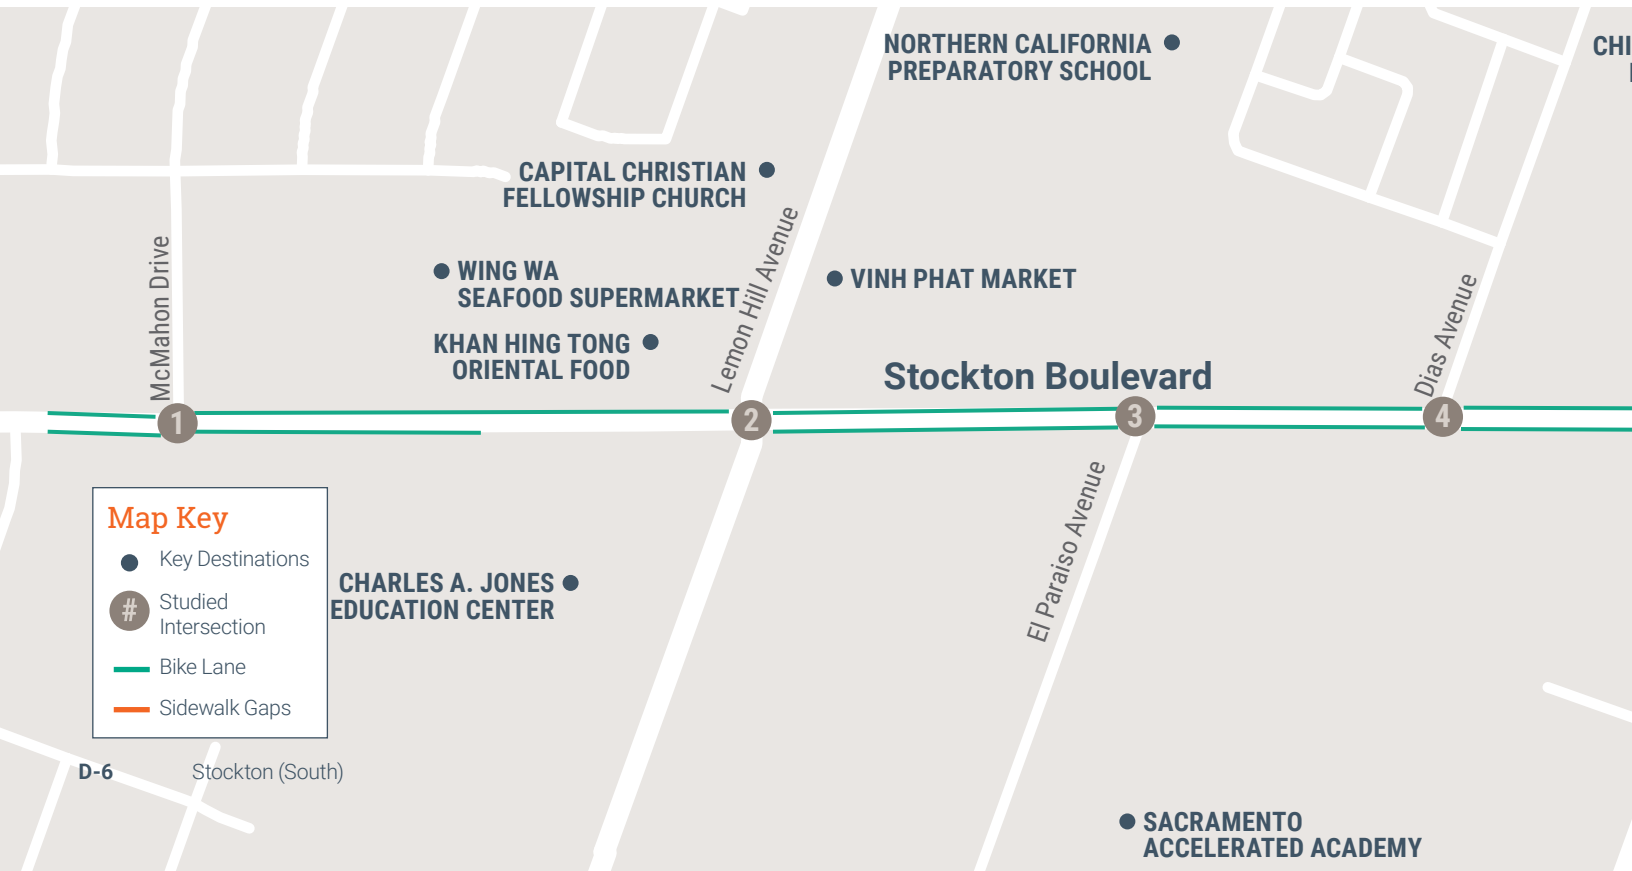 NORTHERN CALIFORNIA
PREPARATORY SCHOOL
CHI
CAPITAL CHRISTIAN
FELLOWSHIP CHURCH
McMahon Drive
WING WA
SEAFOOD SUPERMARKET
Lemon Hill Avenue
VINH PHAT MARKET
KHAN HING TONG
ORIENTAL FOOD
Stockton Boulevard
Dias Avenue
1
2
3
4
El Paraiso Avenue
Map Key
Key Destinations
#
Studied
Intersection
Bike Lane
Sidewalk Gaps
CHARLES A. JONES
EDUCATION CENTER
D-6
Stockton (South)
SACRAMENTO
ACCELERATED ACADEMY